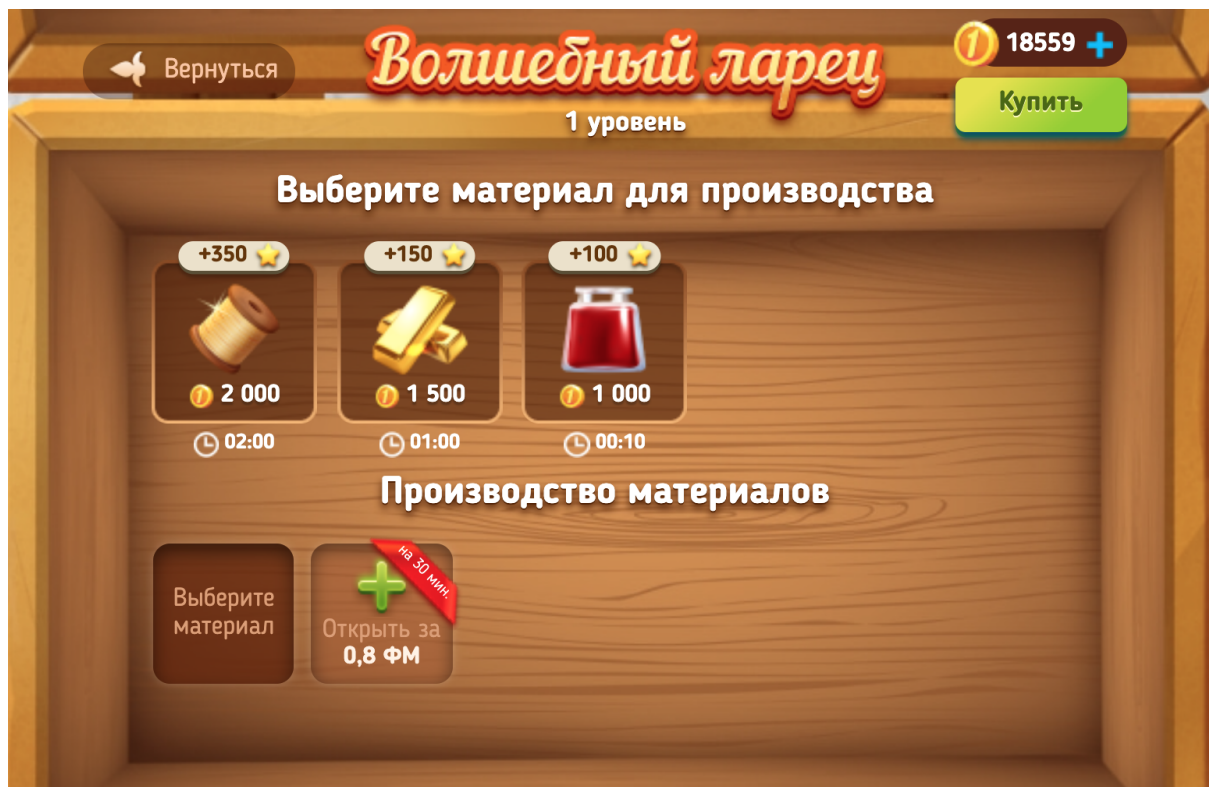 Вернуться
Волшебный ларец
1 уровень
18559
Купить
Выберите материал для производства
+350
+150
+100
2 000
1 500
1 000
02:00
01:00
00:10
Производство материалов
Выберите
материал
на 30 мин.
Открыть за
0,8 ФМ